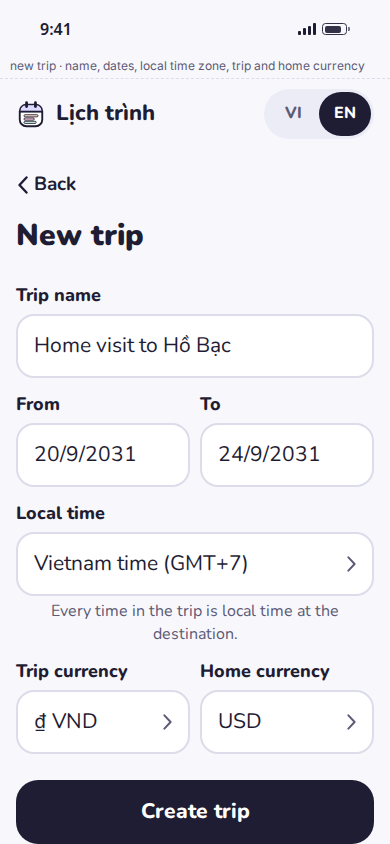 9:41
new trip · name, dates, local time zone, trip and home currency
Lịch trình
VI
EN
Back
New trip
Trip name
Home visit to Hồ Bạc
From
To
20/9/2031
24/9/2031
Local time
Vietnam time (GMT+7)
Every time in the trip is local time at the
destination.
Trip currency
Home currency
₫ VND
USD
Create trip